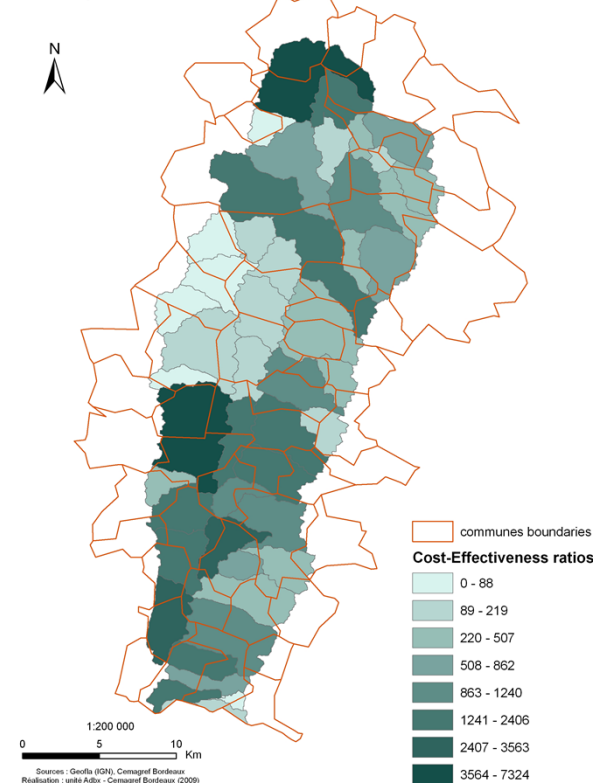 N
communes boundaries
Cost-Effectiveness ratios
0 - 88
89 - 219
220 - 507
508 - 862
863 - 1240
1241 - 2406
2407 - 3563
3564 - 7324
1:200 000
0 5 10 Km
Sources : Geofla (IGN), Cemagref Bordeaux
Réalisation : unité Adbx - Cemagref Bordeaux (2009)